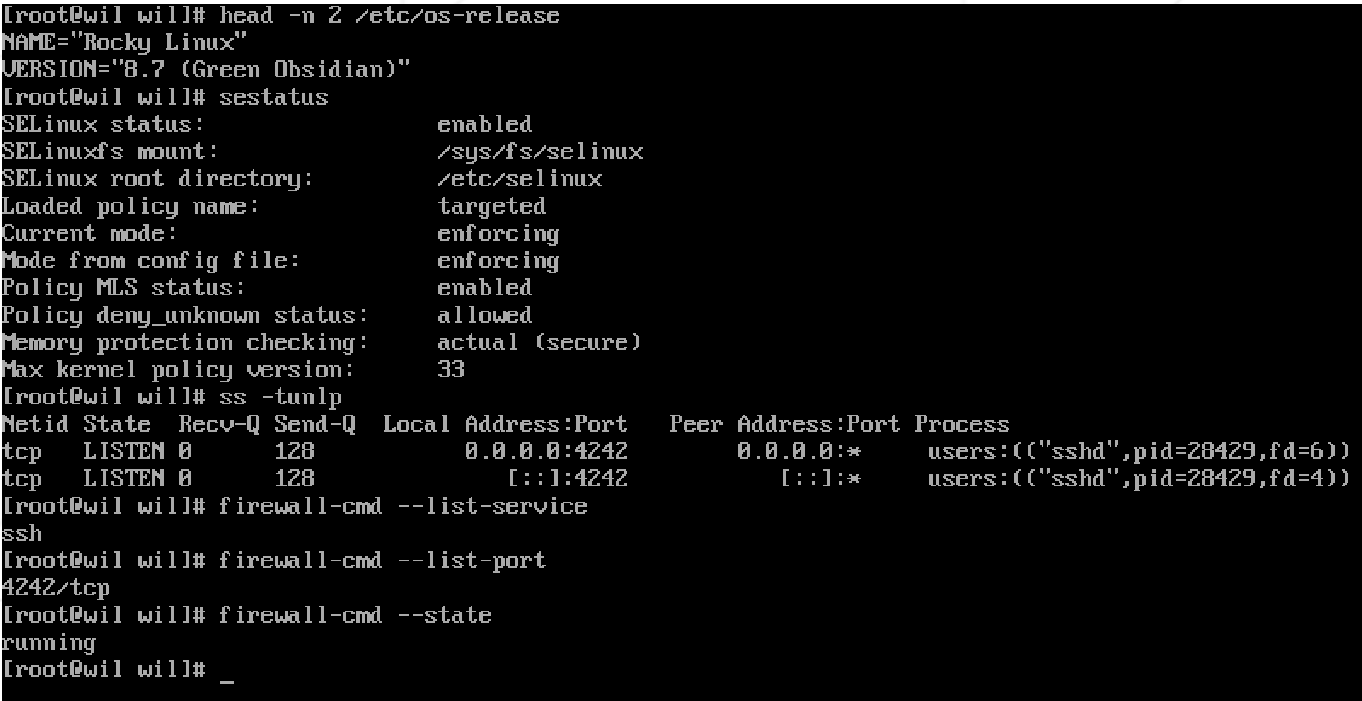 [root@wil will]# head -n 2 /etc/os-release
NAME="Rocky Linux"
VERSION="8.7 (Green Obsidian)"
[root@wil will]# sestatus
SELinux status:                 enabled
SELinuxfs mount:                /sys/fs/selinux
SELinux root directory:         /etc/selinux
Loaded policy name:             targeted
Current mode:                   enforcing
Mode from config file:          enforcing
Policy MLS status:              enabled
Policy deny_unknown status:     allowed
Memory protection checking:     actual (secure)
Max kernel policy version:      33
[root@wil will]# ss -tunlp
Netid State  Recv-Q Send-Q  Local Address:Port   Peer Address:Port Process
tcp   LISTEN 0      128           0.0.0.0:4242        0.0.0.0:*     users:(("sshd",pid=28429,fd=6))
tcp   LISTEN 0      128              [::]:4242           [::]:*     users:(("sshd",pid=28429,fd=4))
[root@wil will]# firewall-cmd --list-service
ssh
[root@wil will]# firewall-cmd --list-port
4242/tcp
[root@wil will]# firewall-cmd --state
running
[root@wil will]# _